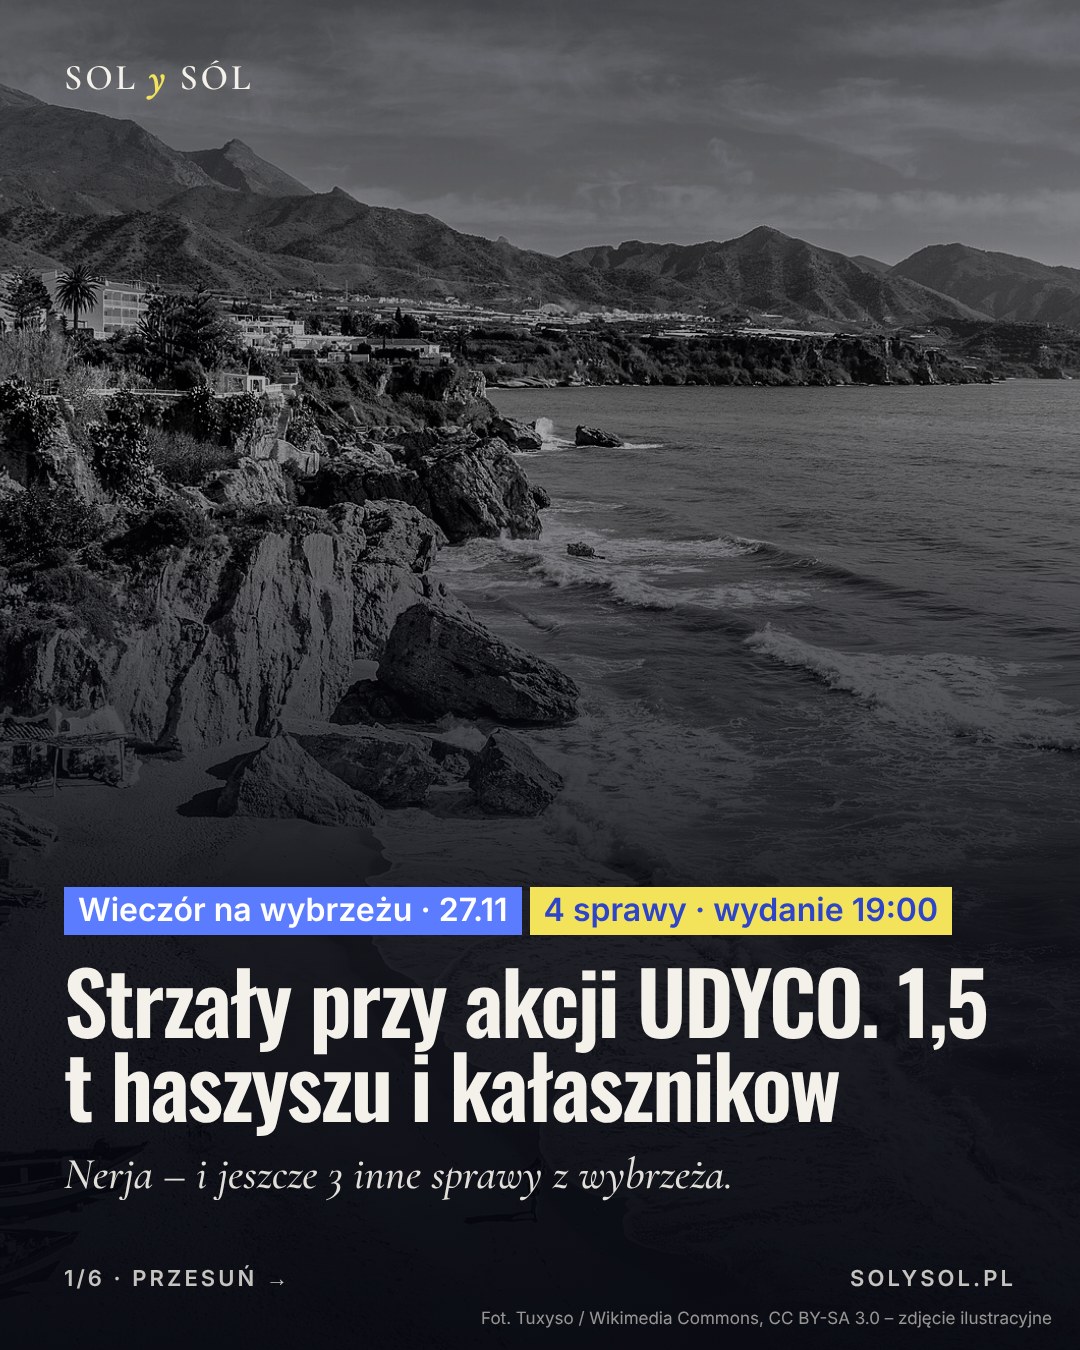 SOL y SÓL
Wieczór na wybrzeżu · 27.11
4 sprawy · wydanie 19:00
Strzały przy akcji UDYCO. 1,5
t haszyszu i kałasznikow
Nerja – i jeszcze 3 inne sprawy z wybrzeża.
1/6 · PRZESUŃ →
SOLYSOL.PL
Fot. Tuxyso / Wikimedia Commons, CC BY-SA 3.0 – zdjęcie ilustracyjne